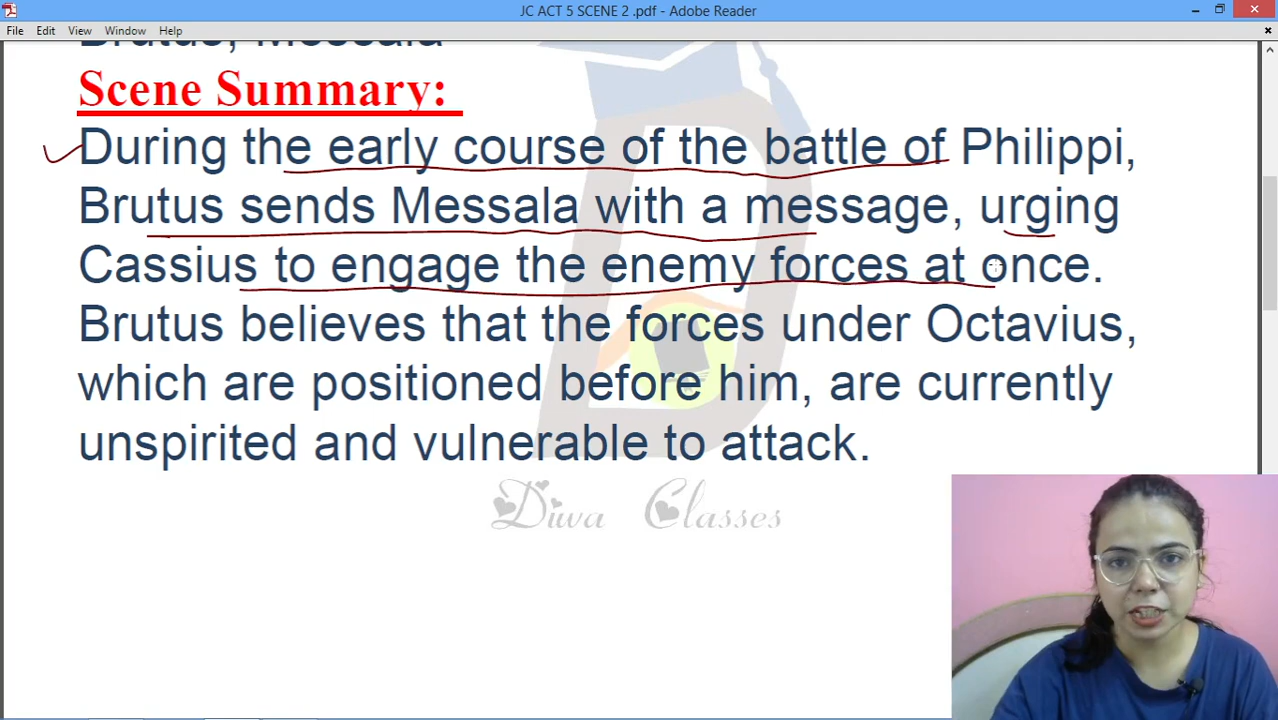 JC ACT 5 SCENE 2 .pdf - Adobe Reader
File Edit View Window Help
Brutus, Messala
Scene Summary:
During the early course of the battle of Philippi,
Brutus sends Messala with a message, urging
Cassius to engage the enemy forces at once.
Brutus believes that the forces under Octavius,
which are positioned before him, are currently
unspirited and vulnerable to attack.
Diva Classes